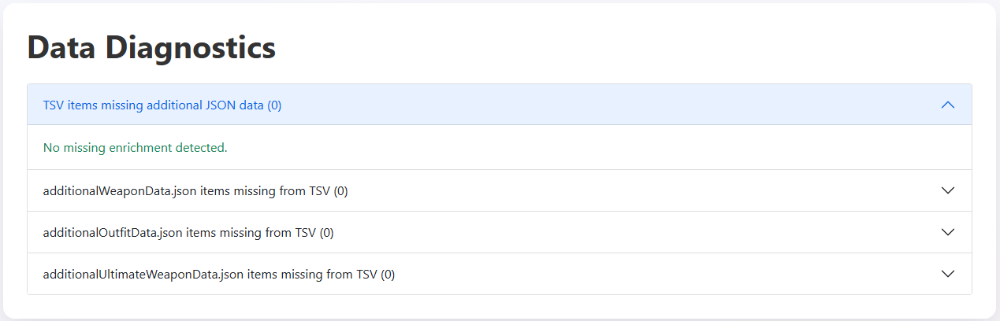 Data Diagnostics
TSV items missing additional JSON data (0)
No missing enrichment detected.
additionalWeaponData.json items missing from TSV (0)
additionalOutfitData.json items missing from TSV (0)
additionalUltimateWeaponData.json items missing from TSV (0)